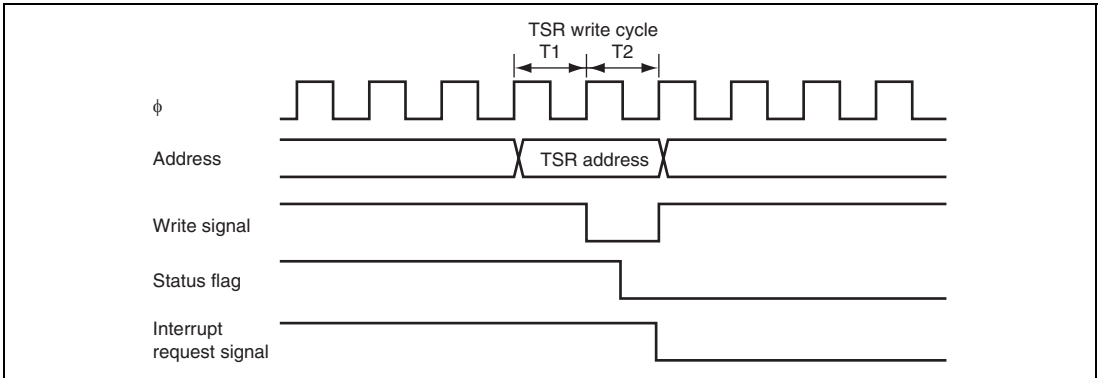 TSR write cycle
T1 T2
ϕ
Address
TSR address
Write signal
Status flag
Interrupt
request signal